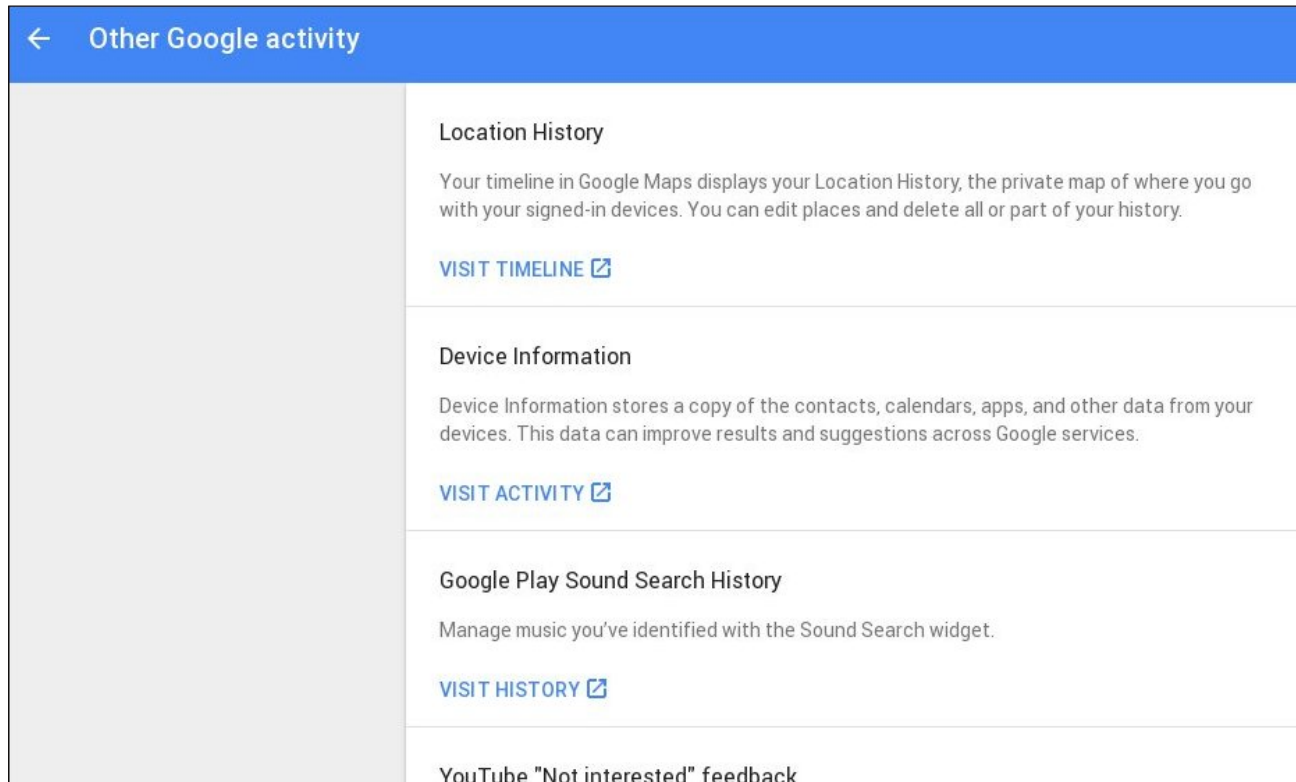 Other Google activity
Location History
Your timeline in Google Maps displays your Location History, the private map of where you go
with your signed-in devices. You can edit places and delete all or part of your history.
VISIT TIMELINE
Device Information
Device Information stores a copy of the contacts, calendars, apps, and other data from your
devices. This data can improve results and suggestions across Google services.
VISIT ACTIVITY
Google Play Sound Search History
Manage music you've identified with the Sound Search widget.
VISIT HISTORY
YouTube "Not interested" feedback